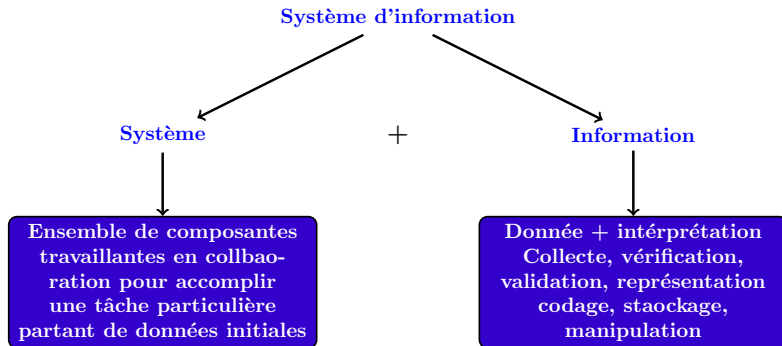 Système d'information
Système + Information
Ensemble de composantes
travaillantes en collbao-
ration pour accomplir
une tâche particulière
partant de données initiales
Donnée + intérprétation
Collecte, vérification,
validation, représentation
codage, staockage,
manipulation